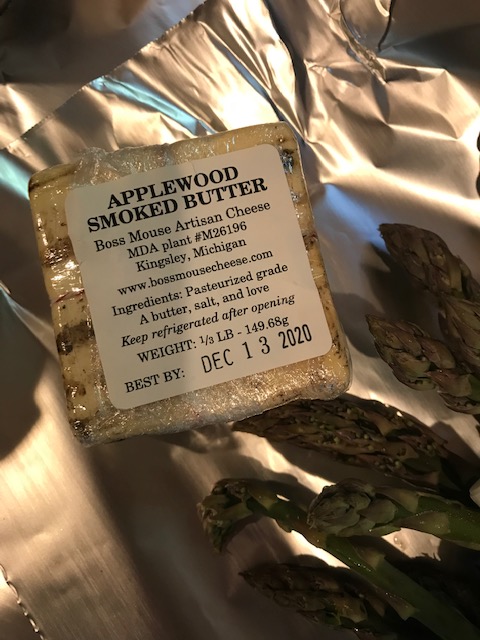 APPLEWOOD
SMOKED BUTTER
Boss Mouse Artisan Cheese
MDA plant #M26196
Kingsley, Michigan
www.bossmousecheese.com
Ingredients: Pasteurized grade
A butter, salt, and love
Keep refrigerated after opening
WEIGHT: 1/3 LB - 149.68g
BEST BY: DEC 13 2020